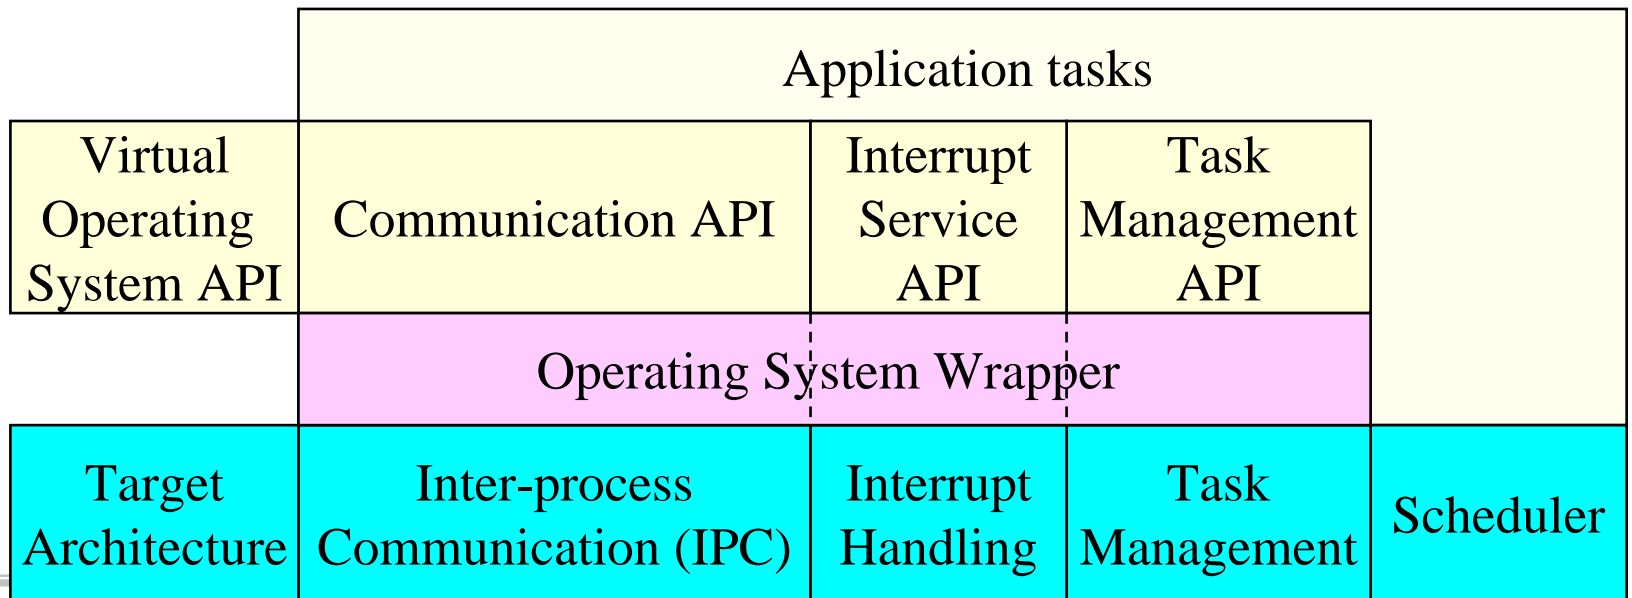 Application tasks
Virtual
Operating
System API
Communication API
Interrupt
Service
API
Task
Management
API
Operating System Wrapper
Target
Architecture
Inter-process
Communication (IPC)
Interrupt
Handling
Task
Management
Scheduler